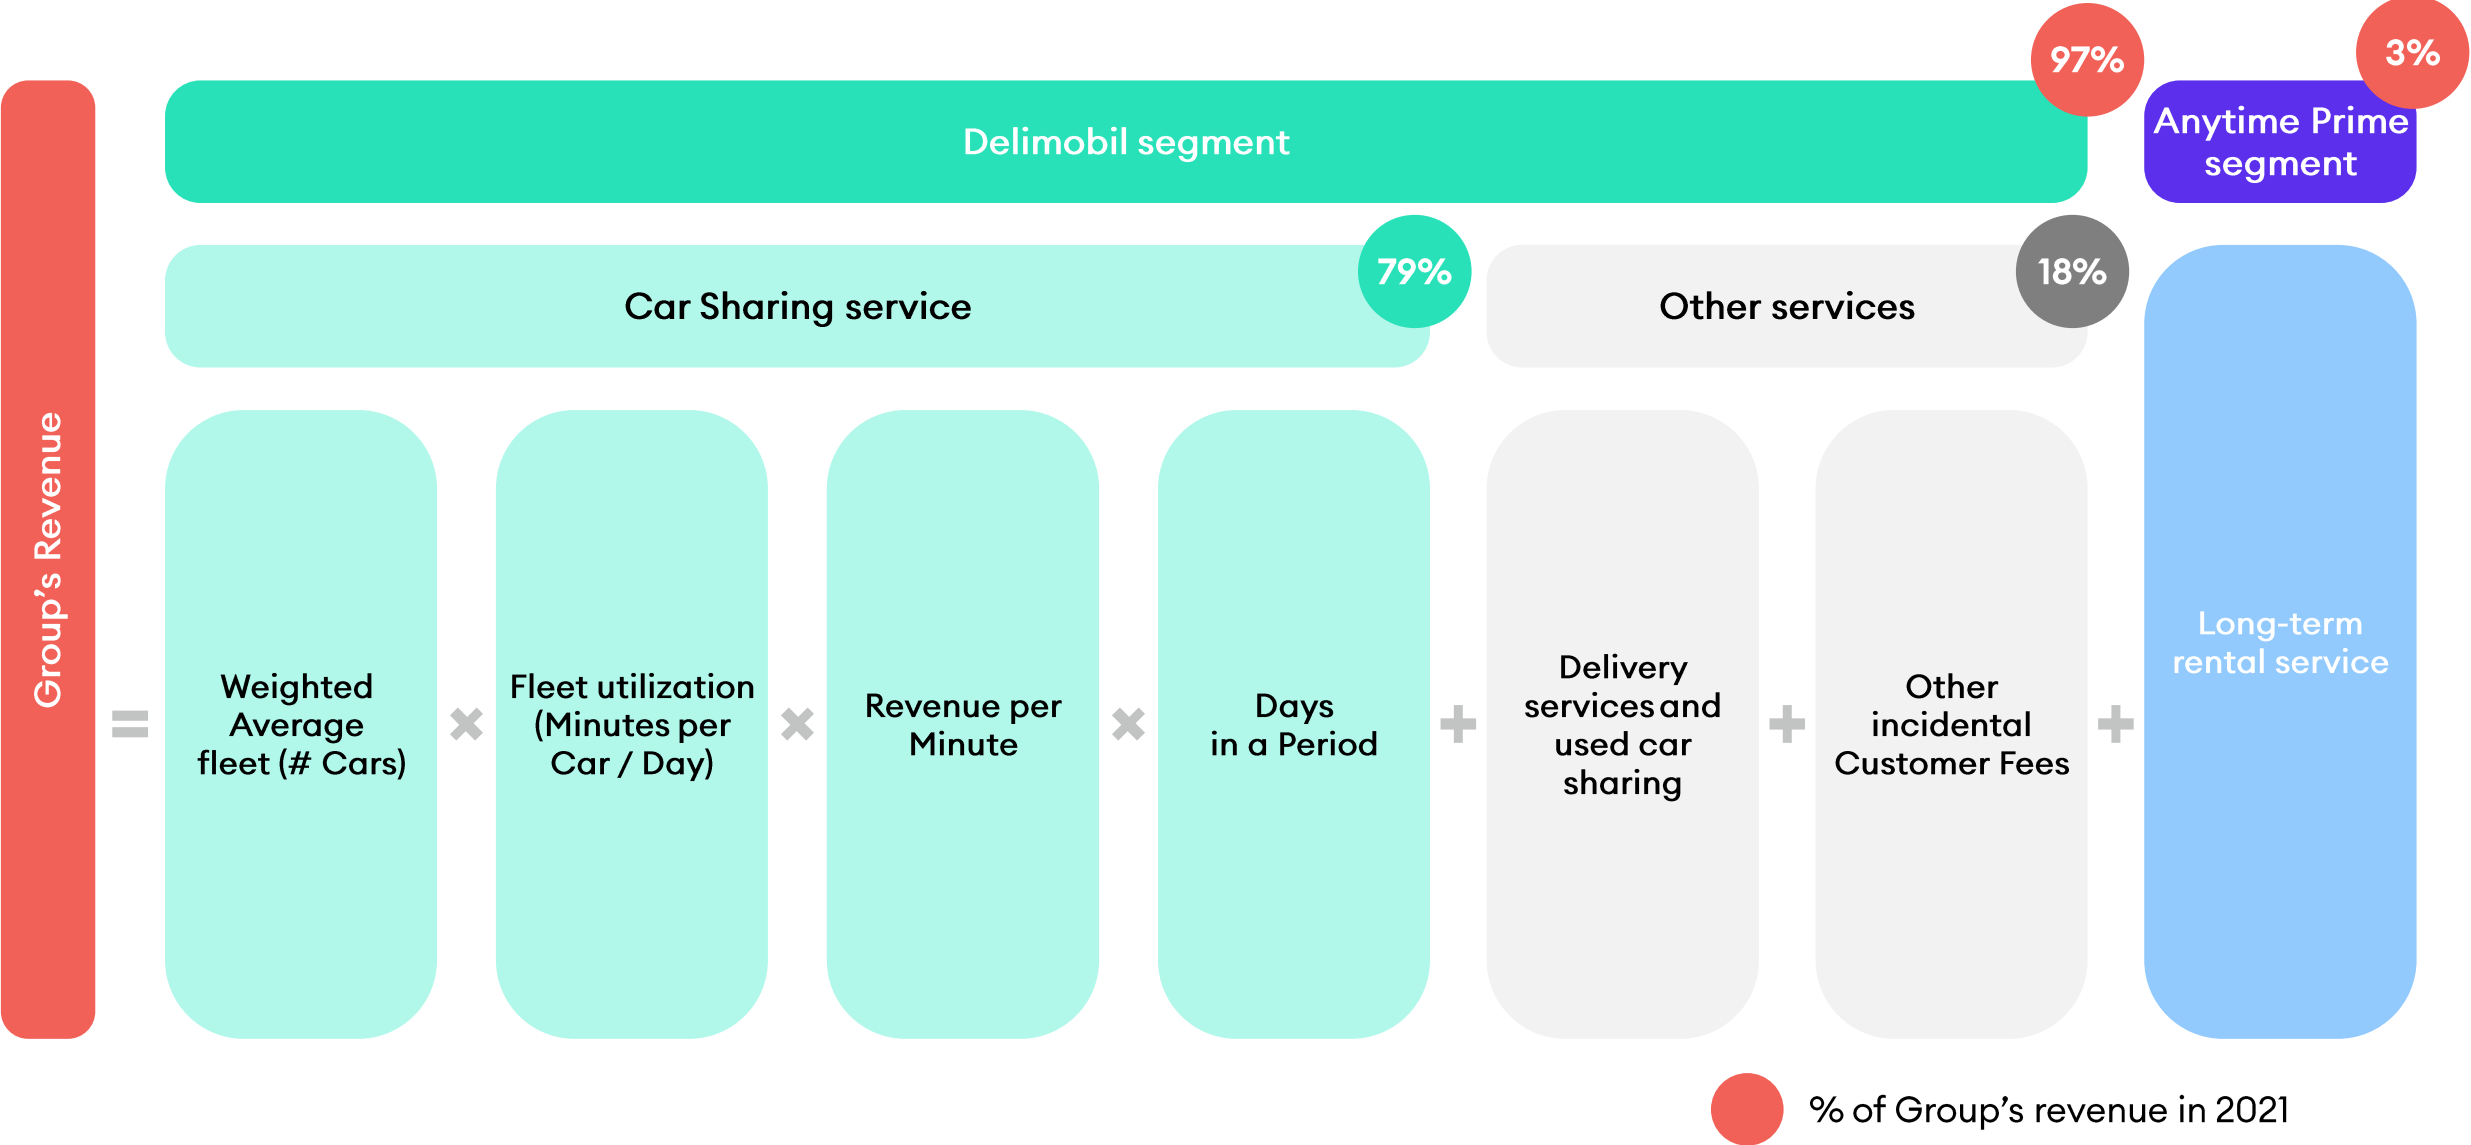 97%
3%
Delimobil segment
Anytime Prime
segment
79%
18%
Car Sharing service
Other services
Group's Revenue
=
Weighted
Average
fleet (# Cars)
×
Fleet utilization
(Minutes per
Car / Day)
×
Revenue per
Minute
×
Days
in a Period
+
Delivery
services and
used car
sharing
+
Other
incidental
Customer Fees
+
Long-term
rental service
% of Group's revenue in 2021